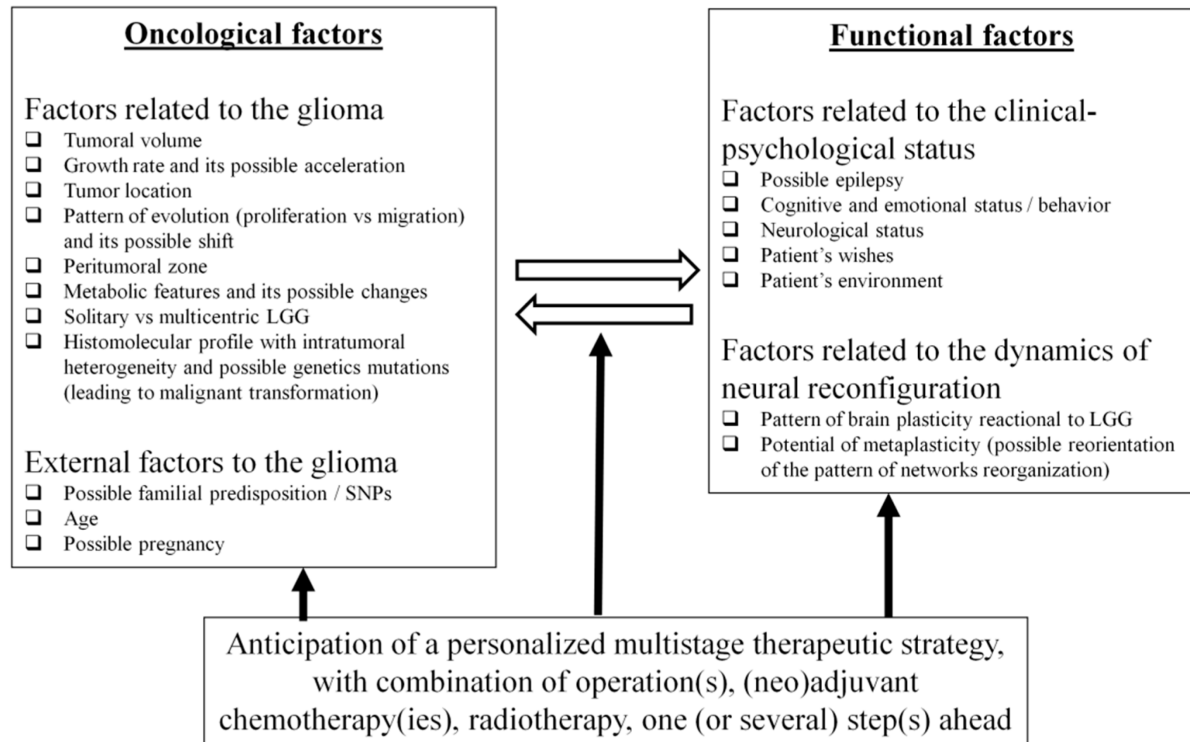 Oncological factors
Factors related to the glioma
❑ Tumoral volume
❑ Growth rate and its possible acceleration
❑ Tumor location
❑ Pattern of evolution (proliferation vs migration)
and its possible shift
❑ Peritumoral zone
❑ Metabolic features and its possible changes
❑ Solitary vs multicentric LGG
❑ Histomolecular profile with intratumoral
heterogeneity and possible genetics mutations
(leading to malignant transformation)
External factors to the glioma
❑ Possible familial predisposition / SNPs
❑ Age
❑ Possible pregnancy
Functional factors
Factors related to the clinical-
psychological status
❑ Possible epilepsy
❑ Cognitive and emotional status / behavior
❑ Neurological status
❑ Patient’s wishes
❑ Patient’s environment
Factors related to the dynamics of
neural reconfiguration
❑ Pattern of brain plasticity reactional to LGG
❑ Potential of metaplasticity (possible reorientation
of the pattern of networks reorganization)
Anticipation of a personalized multistage therapeutic strategy,
with combination of operation(s), (neo)adjuvant
chemotherapy(ies), radiotherapy, one (or several) step(s) ahead